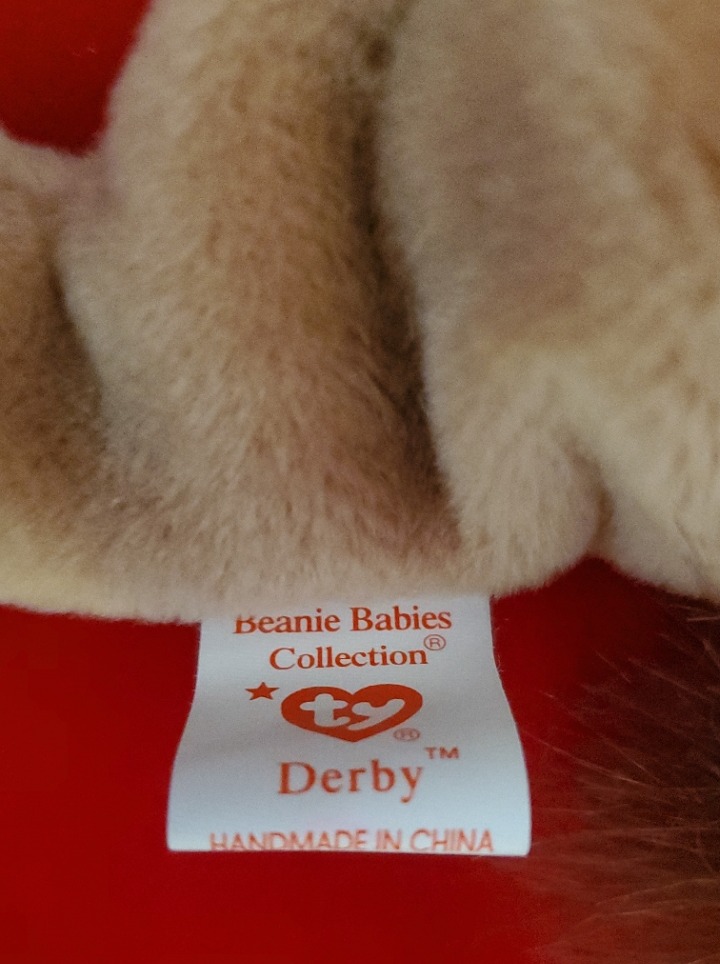 Beanie Babies
Collection®
★ ty ®
Derby™
HANDMADE IN CHINA